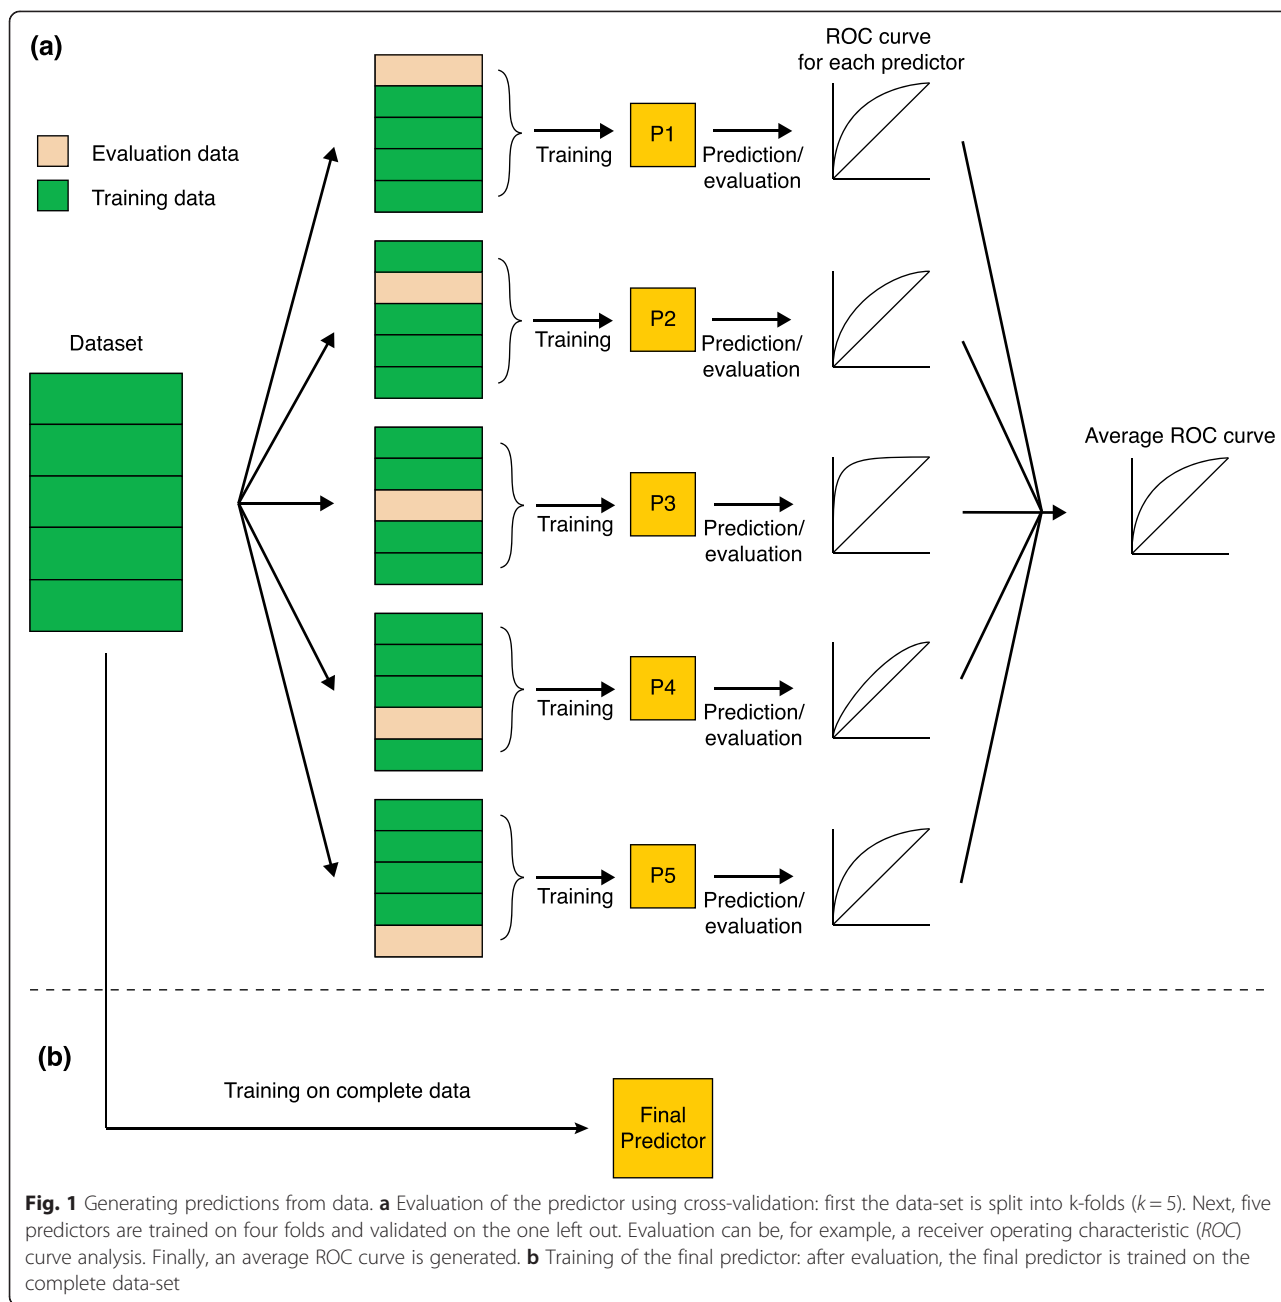 (a)
ROC curve
for each predictor
Evaluation data
Training data
Dataset
Training
P1
Prediction/
evaluation
Training
P2
Prediction/
evaluation
Training
P3
Prediction/
evaluation
Training
P4
Prediction/
evaluation
Training
P5
Prediction/
evaluation
Average ROC curve
(b)
Training on complete data
Final
Predictor
Fig. 1 Generating predictions from data. a Evaluation of the predictor using cross-validation: first the data-set is split into k-folds (k = 5). Next, five
predictors are trained on four folds and validated on the one left out. Evaluation can be, for example, a receiver operating characteristic (ROC)
curve analysis. Finally, an average ROC curve is generated. b Training of the final predictor: after evaluation, the final predictor is trained on the
complete data-set